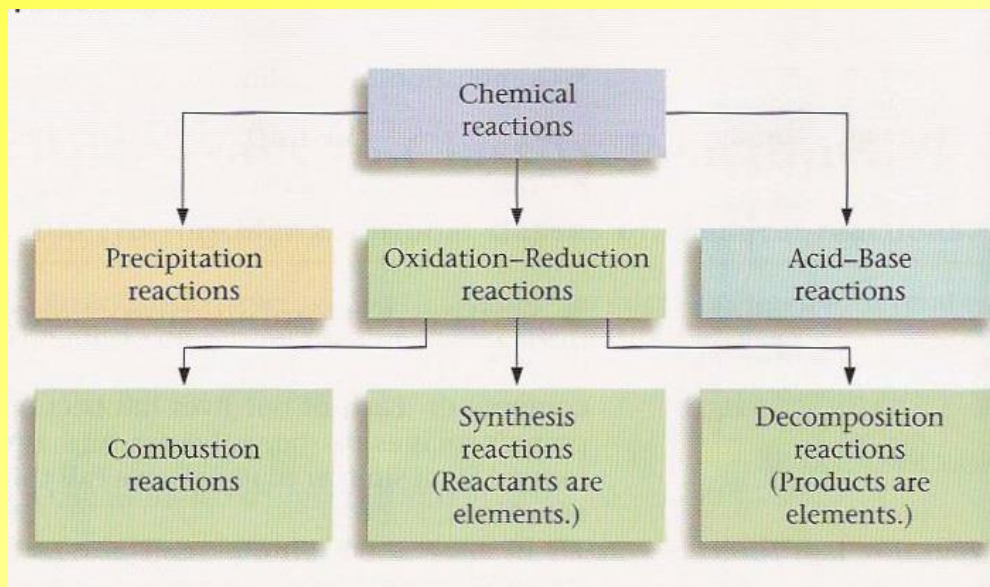 Chemical
reactions
Precipitation
reactions
Oxidation–Reduction
reactions
Acid–Base
reactions
Combustion
reactions
Synthesis
reactions
(Reactants are
elements.)
Decomposition
reactions
(Products are
elements.)